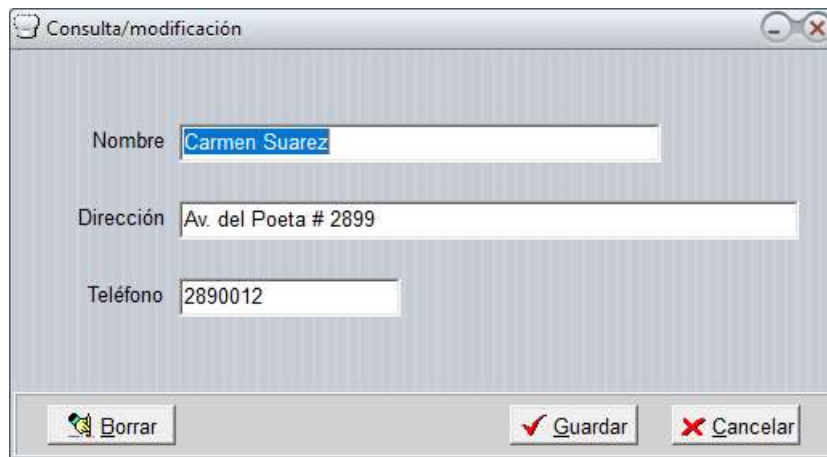 Consulta/modificación
Nombre Carmen Suarez
Dirección Av. del Poeta # 2899
Teléfono 2890012
Borrar Guardar Cancelar